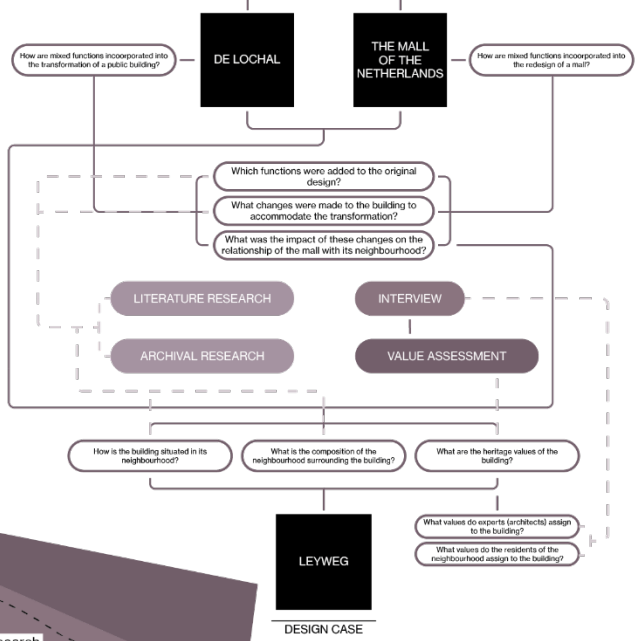 How are mixed functions incoorporated into
the transformation of a public building?
DE LOCHAL
THE MALL
OF THE
NETHERLANDS
How are mixed functions incoorporated into
the redesign of a mall?
Which functions were added to the original
design?
What changes were made to the building to
accommodate the transformation?
What was the impact of these changes on the
relationship of the mall with its neighbourhood?
LITERATURE RESEARCH
INTERVIEW
ARCHIVAL RESEARCH
VALUE ASSESSMENT
How is the building situated in its
neighbourhood?
What is the composition of the
neighbourhood surrounding the building?
What are the heritage values of the
building?
LEYWEG
What values do experts (architects) assign
to the building?
What values do the residents of the
neighbourhood assign to the building?
DESIGN CASE